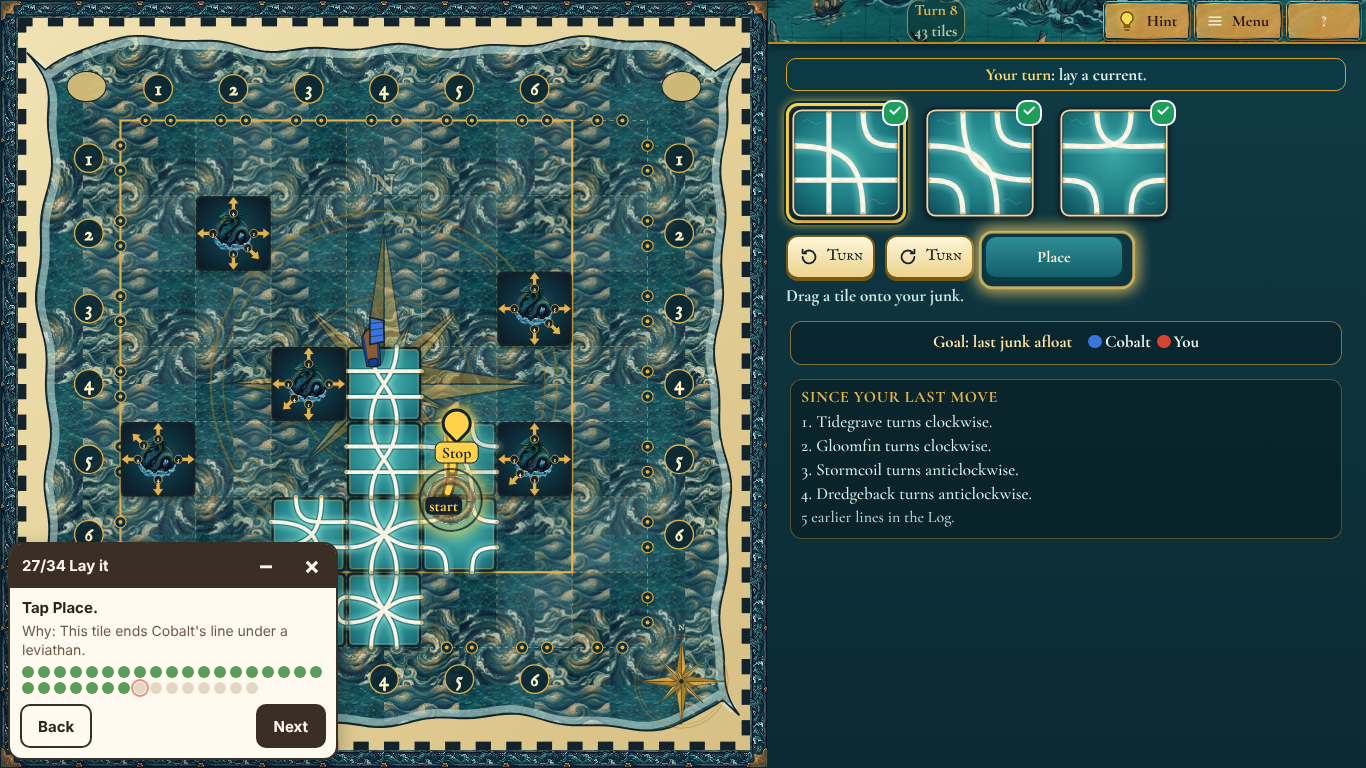 Turn 8
43 tiles
Hint
Menu
?
Your turn: lay a current.
Turn
Turn
Place
Drag a tile onto your junk.
Goal: last junk afloat Cobalt You
SINCE YOUR LAST MOVE
1. Tidegrave turns clockwise.
2. Gloomfin turns clockwise.
3. Stormcoil turns anticlockwise.
4. Dredgeback turns anticlockwise.
5 earlier lines in the Log.
1 2 3 4 5 6
1 1
N
2 2
3 3
4 4
Stop
5 5
start
6 6
N
4 5 6
27/34 Lay it
Tap Place.
Why: This tile ends Cobalt's line under a
leviathan.
Back
Next